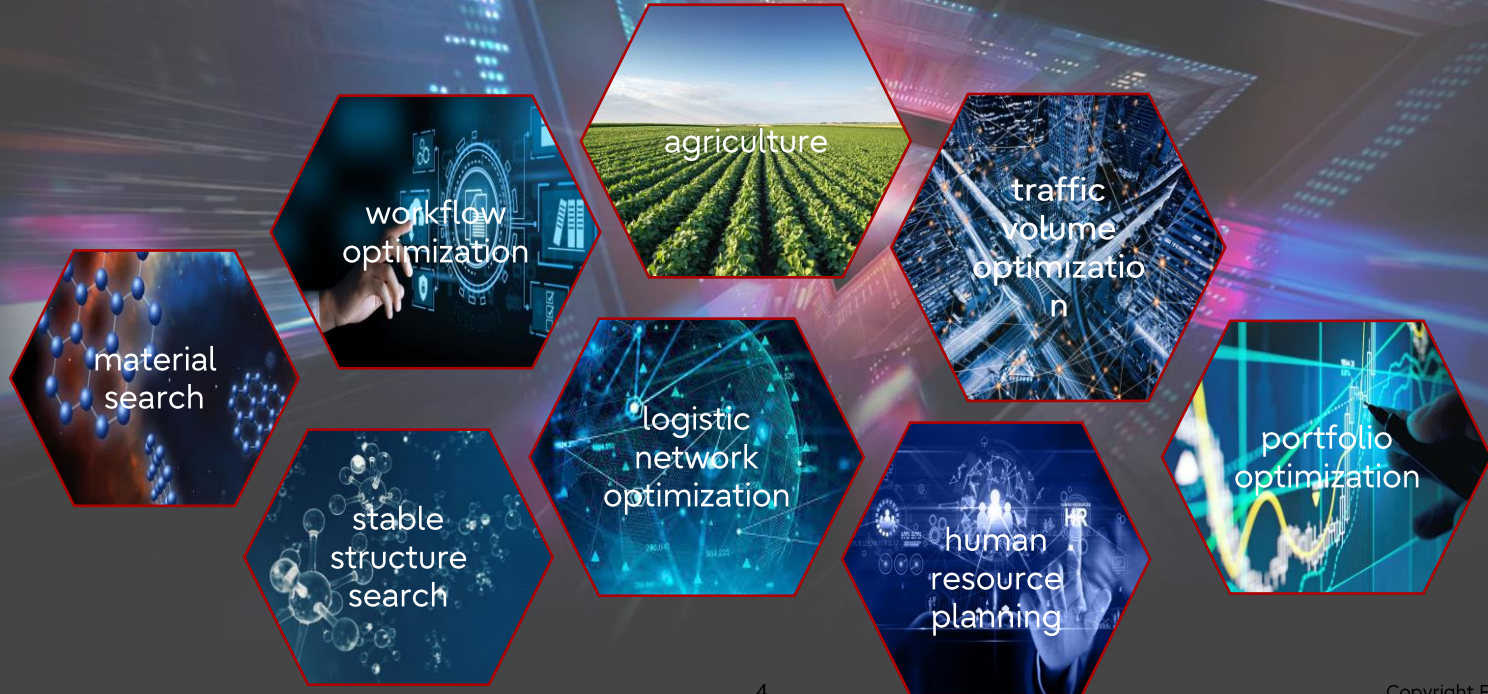 agriculture
workflow
optimization
traffic
volume
optimizatio
n
material
search
logistic
network
optimization
portfolio
optimization
stable
structure
search
HR
human
resource
planning
4
Copyright